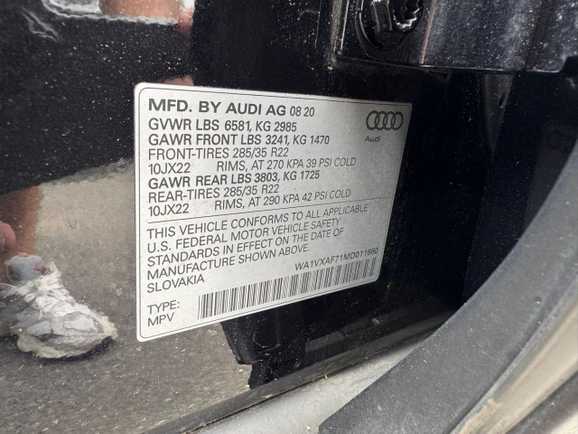 MFD. BY AUDI AG 08 20
GVWR LBS 6581, KG 2985
GAWR FRONT LBS 3241, KG 1470
FRONT-TIRES 285/35 R22
10JX22 RIMS, AT 270 KPA 39 PSI COLD
GAWR REAR LBS 3803, KG 1725
REAR-TIRES 285/35 R22
10JX22 RIMS, AT 290 KPA 42 PSI COLD
THIS VEHICLE CONFORMS TO ALL APPLICABLE
U.S. FEDERAL MOTOR VEHICLE SAFETY
STANDARDS IN EFFECT ON THE DATE OF
MANUFACTURE SHOWN ABOVE.
SLOVAKIA
TYPE:
MPV
Audi